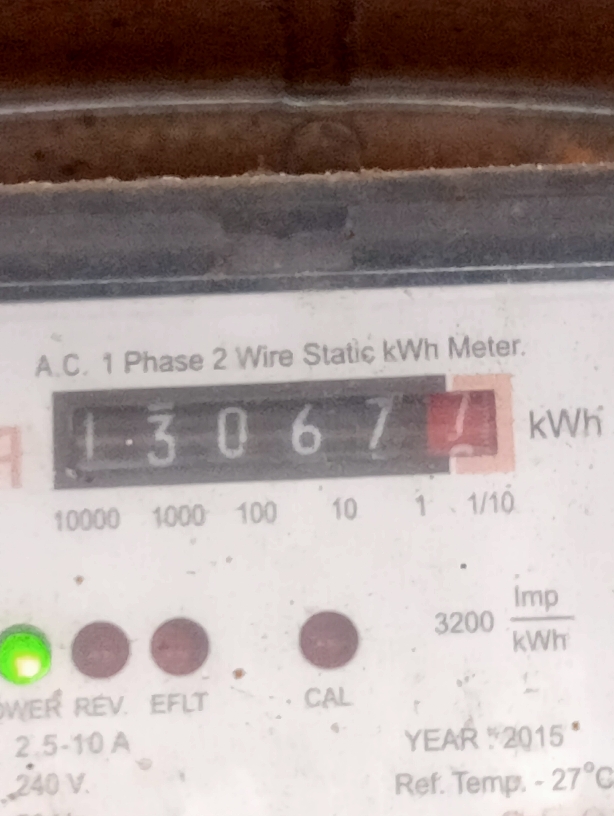 A.C. 1 Phase 2 Wire Static kWh Meter.
1 3 0 6 7 7 kWh
10000 1000 100 10 1 1/10
3200 Imp/kWh
REV. EFLT CAL
2.5-10 A
YEAR : 2015
240 V.
Ref. Temp. - 27°C